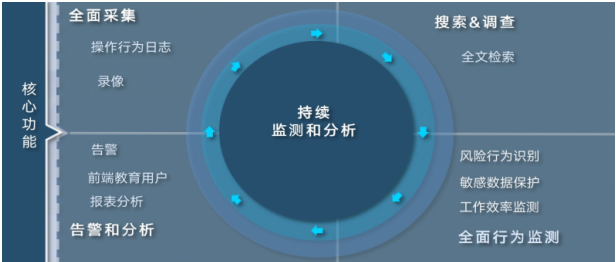 核心功能
全面采集
操作行为日志
录像
搜索&调查
全文检索
持续
监测和分析
告警
前端教育用户
报表分析
告警和分析
风险行为识别
敏感数据保护
工作效率监测
全面行为监测